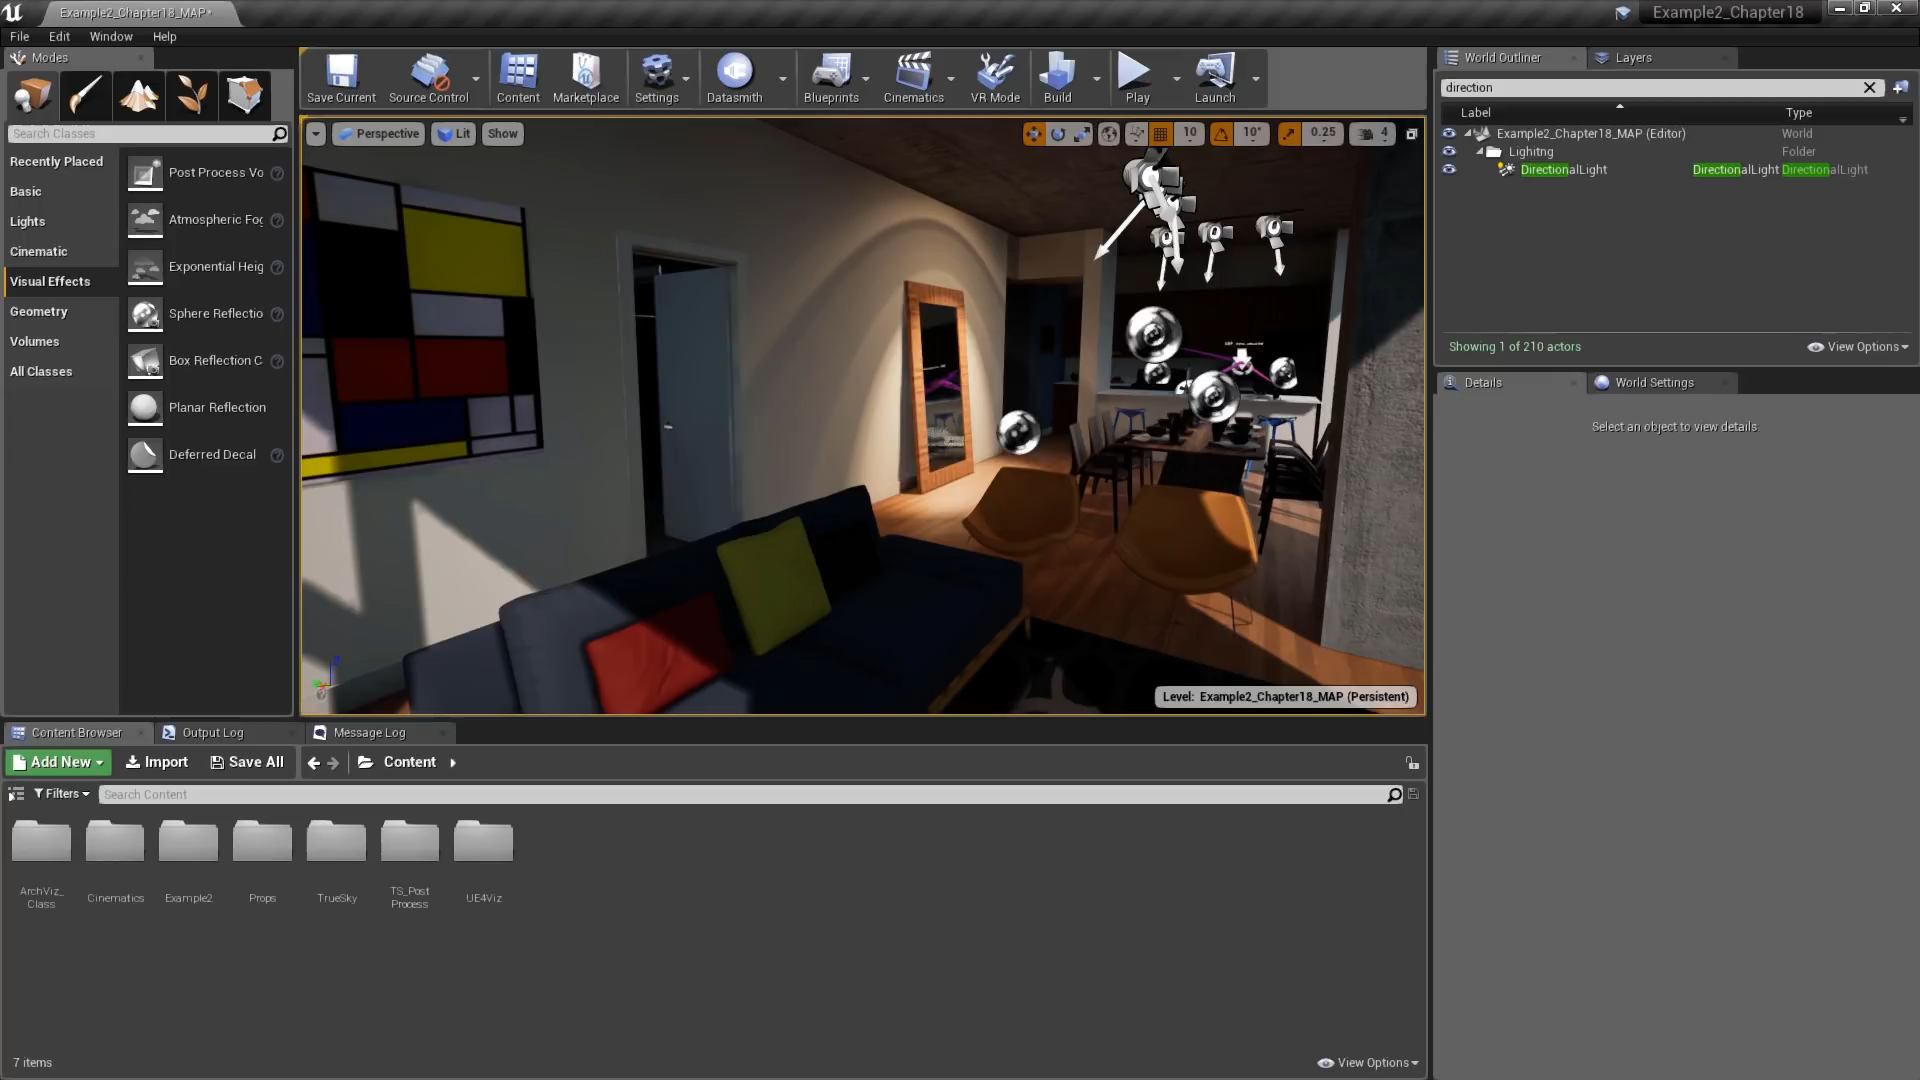 Example2_Chapter18_MAP*
Example2_Chapter18
File Edit Window Help
Modes
Search Classes
Recently Placed
Basic
Lights
Cinematic
Visual Effects
Geometry
Volumes
All Classes
Post Process Vo
Atmospheric Fog
Exponential Heig
Sphere Reflectio
Box Reflection C
Planar Reflection
Deferred Decal
Save Current
Source Control
Content
Marketplace
Settings
Datasmith
Blueprints
Cinematics
VR Mode
Build
Play
Launch
Perspective
Lit
Show
10
10°
0.25
4
Level: Example2_Chapter18_MAP (Persistent)
World Outliner
Layers
direction
Label Type
Example2_Chapter18_MAP (Editor) World
Lighitng Folder
DirectionalLight DirectionalLight DirectionalLight
Showing 1 of 210 actors
View Options
Details
World Settings
Select an object to view details
Content Browser
Output Log
Message Log
Add New
Import
Save All
Content
Filters
Search Content
ArchViz_
Class
Cinematics
Example2
Props
TrueSky
TS_Post
Process
UE4Viz
7 items
View Options